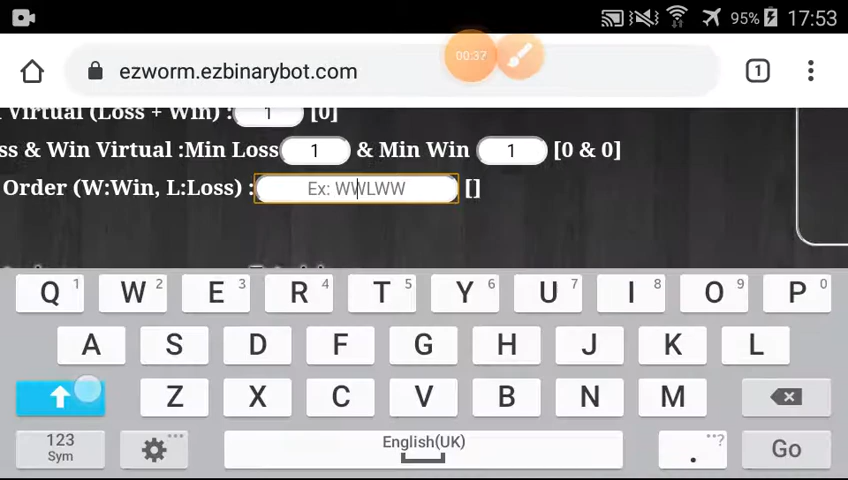 95% 17:53
ezworm.ezbinarybot.com 1
00:37
Virtual (Loss + Win) : 1 [0]
ss & Win Virtual :Min Loss 1 & Min Win 1 [0 & 0]
Order (W:Win, L:Loss) : Ex: WWLWW []
Q 1 W 2 E 3 R 4 T 5 Y 6 U 7 I 8 O 9 P 0
A S D F G H J K L
Z X C V B N M
123 Sym English(UK) . ,? Go